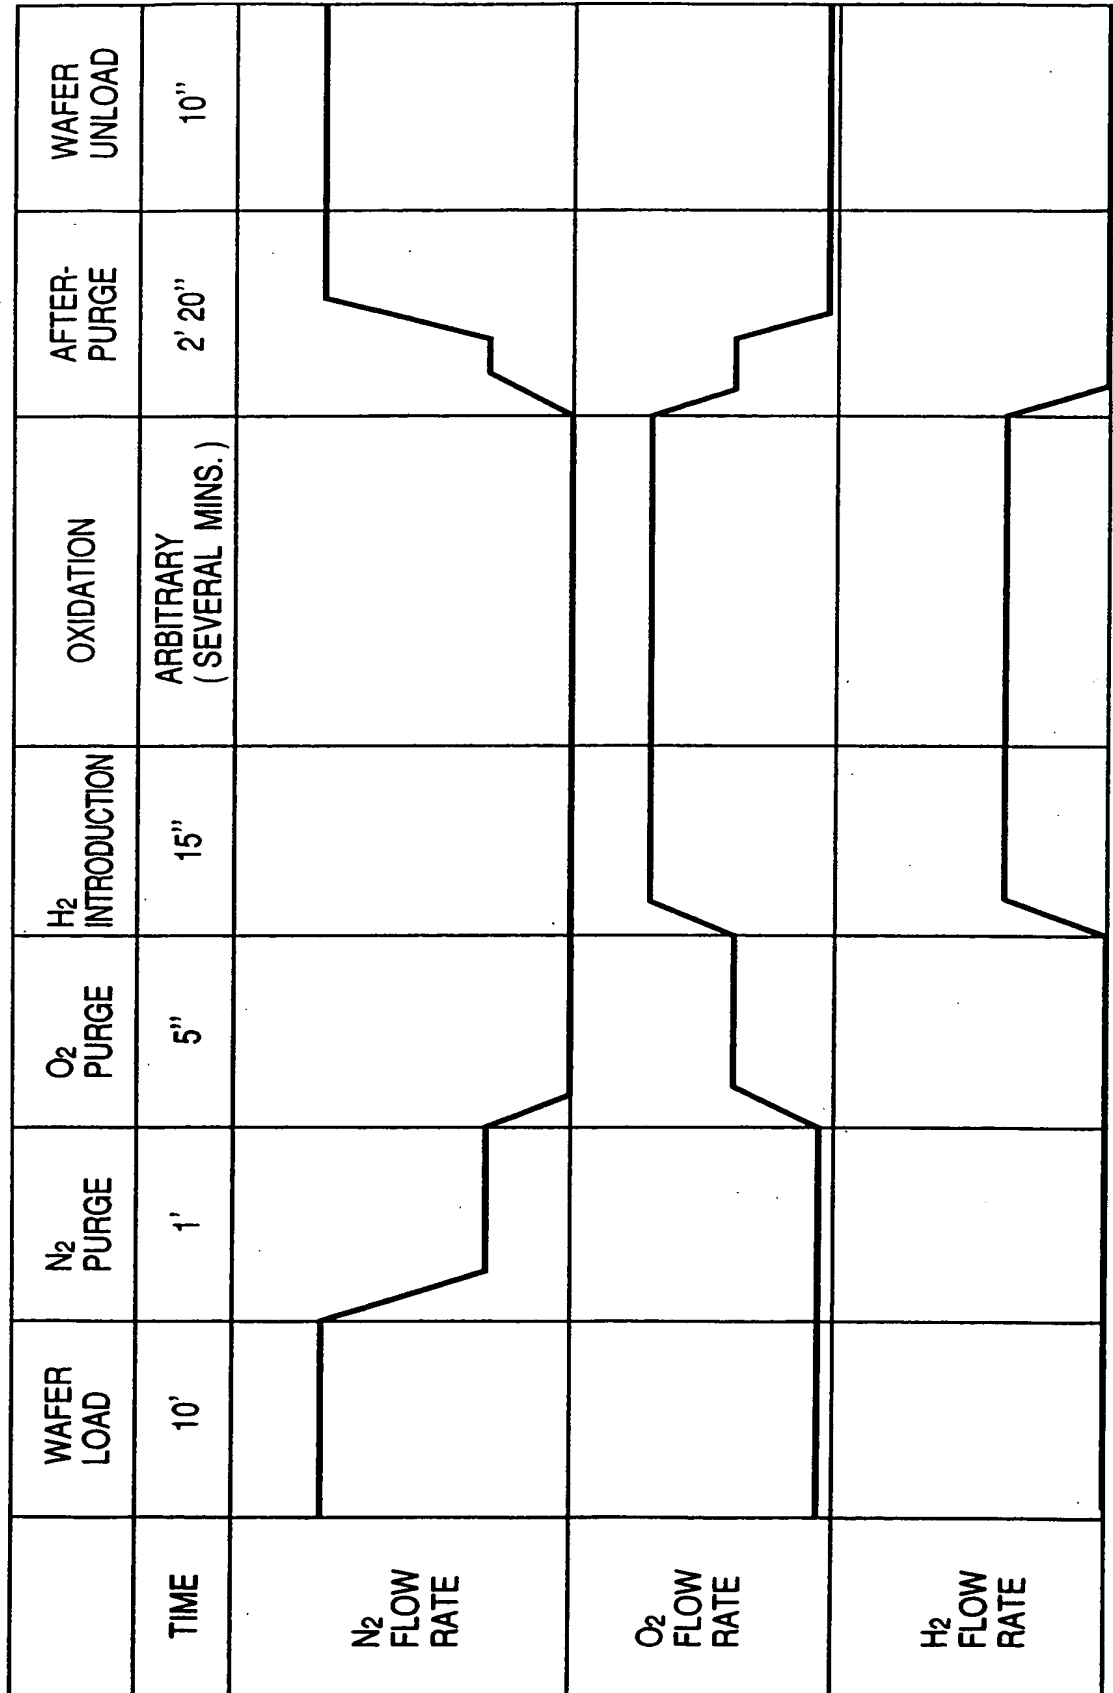 WAFER
LOAD
N2
PURGE
O2
PURGE
H2
INTRODUCTION
OXIDATION
AFTER-
PURGE
WAFER
UNLOAD
TIME
10'
1'
5"
15"
ARBITRARY
( SEVERAL MINS. )
2' 20"
10"
N2
FLOW
RATE
O2
FLOW
RATE
H2
FLOW
RATE